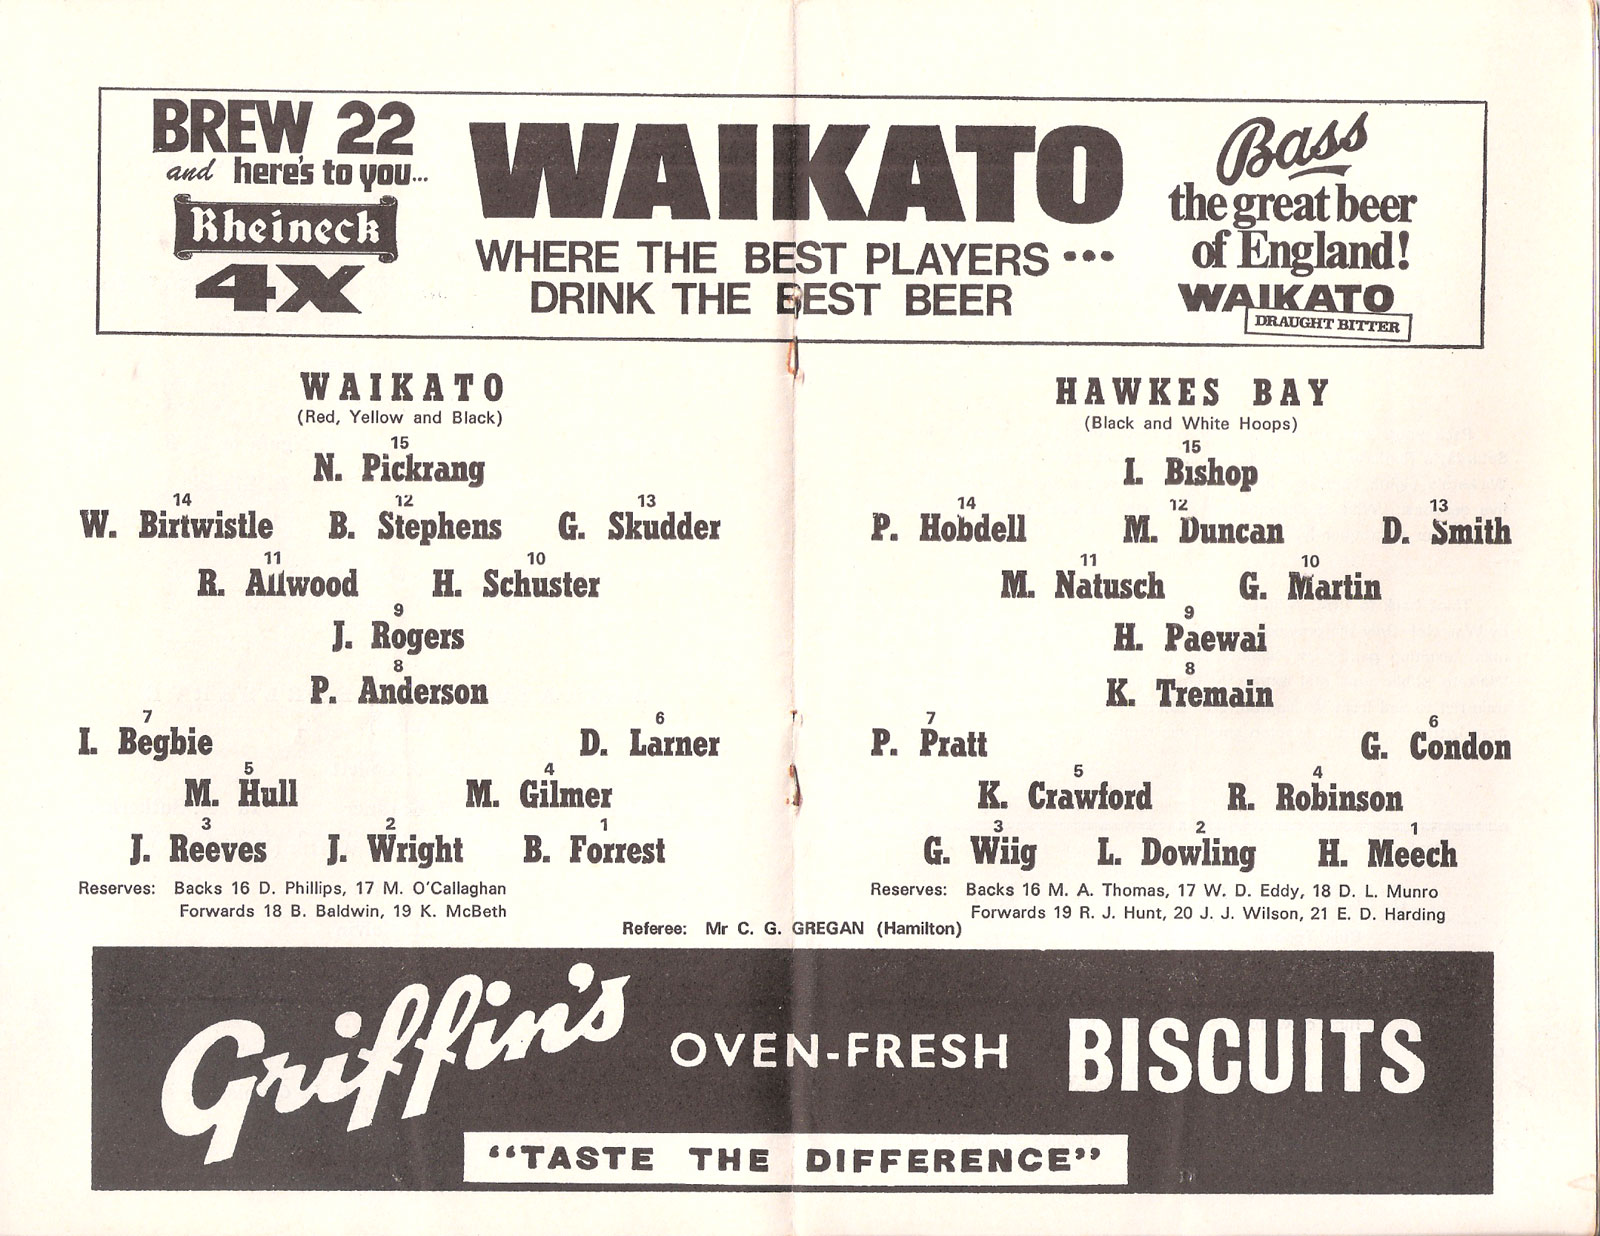 BREW 22
and here's to you...
Rheineck
4X
WAIKATO
WHERE THE BEST PLAYERS ...
DRINK THE BEST BEER
Bass
the great beer
of England!
WAIKATO
DRAUGHT BITTER
WAIKATO
(Red, Yellow and Black)
15
N. Pickrang
14 12 13
W. Birtwistle B. Stephens G. Skudder
11 10
R. Allwood H. Schuster
9
J. Rogers
8
P. Anderson
7 6
I. Begbie D. Larner
5 4
M. Hull M. Gilmer
3 2 1
J. Reeves J. Wright B. Forrest
Reserves: Backs 16 D. Phillips, 17 M. O'Callaghan
Forwards 18 B. Baldwin, 19 K. McBeth
HAWKES BAY
(Black and White Hoops)
15
I. Bishop
14 12 13
P. Hobdell M. Duncan D. Smith
11 10
M. Natusch G. Martin
9
H. Paewai
8
K. Tremain
7 6
P. Pratt G. Condon
5 4
K. Crawford R. Robinson
3 2 1
G. Wiig L. Dowling H. Meech
Reserves: Backs 16 M. A. Thomas, 17 W. D. Eddy, 18 D. L. Munro
Forwards 19 R. J. Hunt, 20 J. J. Wilson, 21 E. D. Harding
Referee: Mr C. G. GREGAN (Hamilton)
Griffin's OVEN-FRESH BISCUITS
"TASTE THE DIFFERENCE"